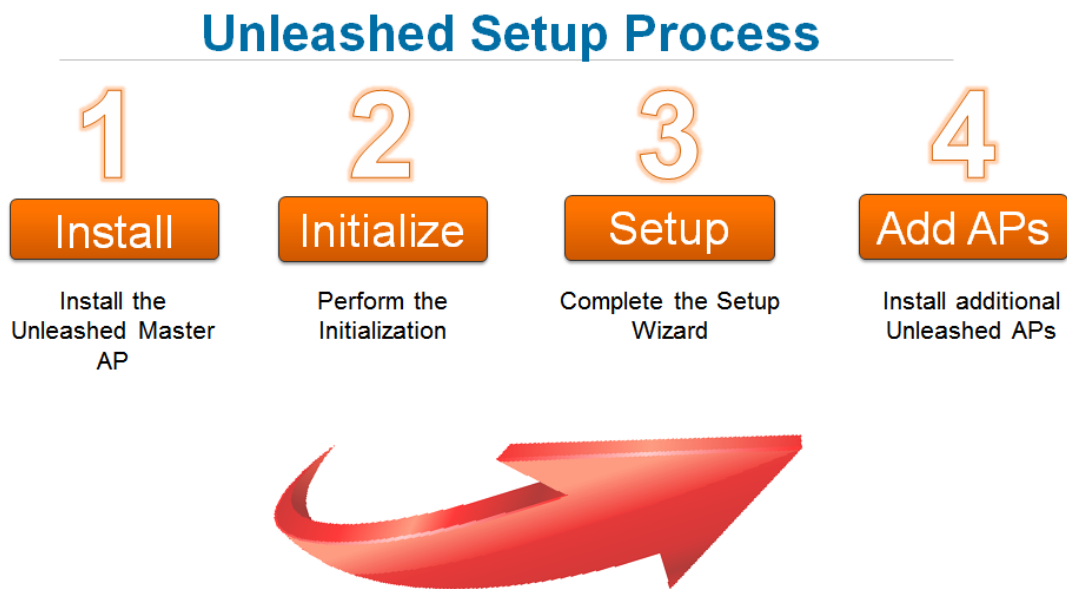 Unleashed Setup Process
1
2
3
4
Install
Initialize
Setup
Add APs
Install the
Unleashed Master
AP
Perform the
Initialization
Complete the Setup
Wizard
Install additional
Unleashed APs